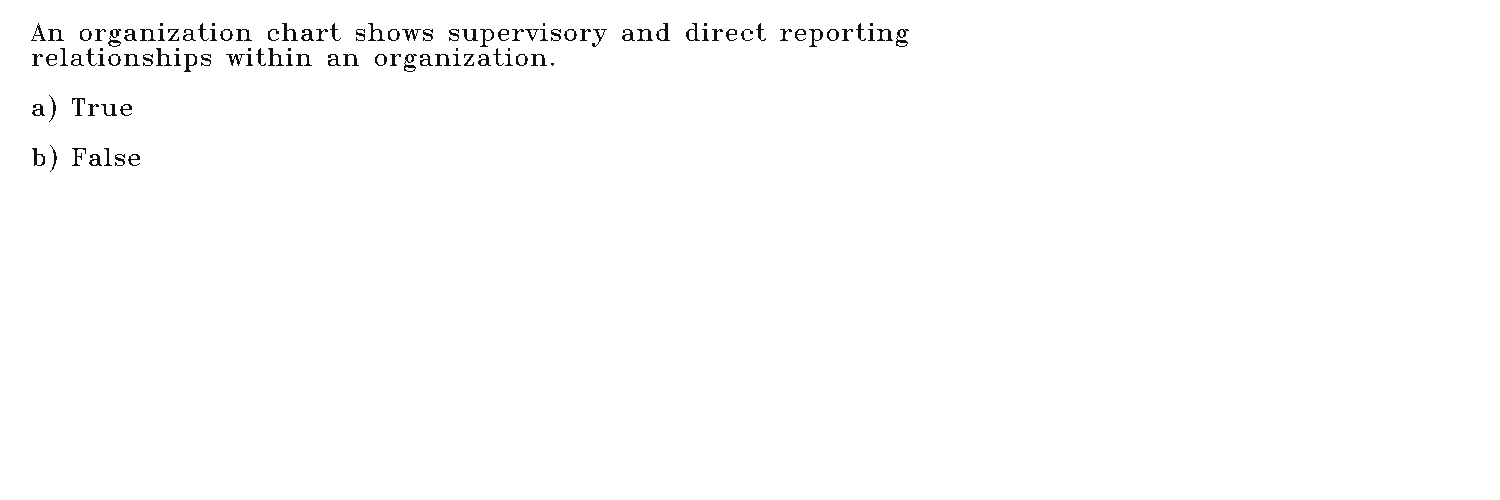 An organization chart shows supervisory and direct reporting
relationships within an organization.
a) True
b) False